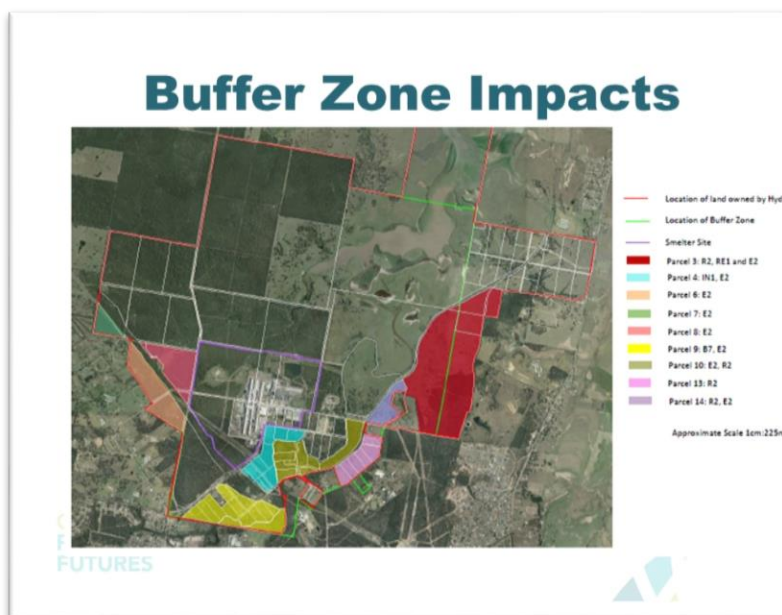 Buffer Zone Impacts
Location of land owned by Hyd
Location of Buffer Zone
Smelter Site
Parcel 3: R2, RE1 and E2
Parcel 4: IN1, E2
Parcel 6: E2
Parcel 7: E2
Parcel 8: E2
Parcel 9: B7, E2
Parcel 10: E2, R2
Parcel 13: R2
Parcel 14: R2, E2
Approximate Scale 1cm:225m
FUTURES